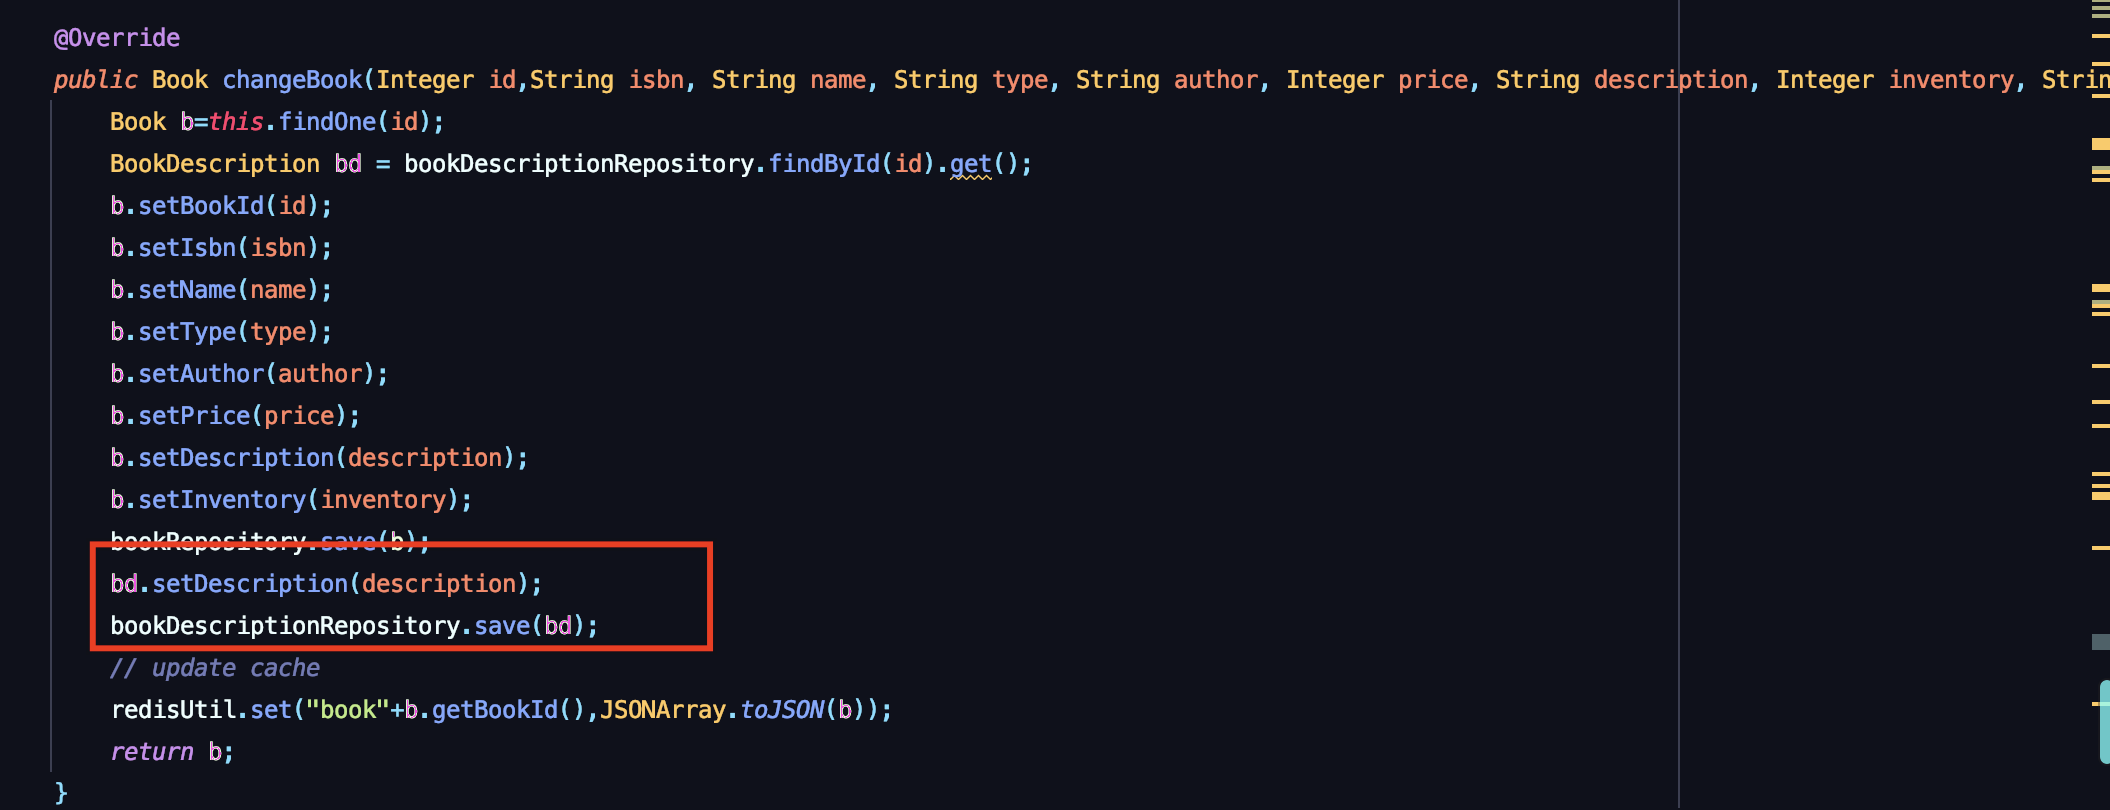 @Override
public Book changeBook(Integer id,String isbn, String name, String type, String author, Integer price, String description, Integer inventory, Strin
Book b=this.findOne(id);
BookDescription bd = bookDescriptionRepository.findById(id).get();
b.setBookId(id);
b.setIsbn(isbn);
b.setName(name);
b.setType(type);
b.setAuthor(author);
b.setPrice(price);
b.setDescription(description);
b.setInventory(inventory);
bookRepository.save(b);
bd.setDescription(description);
bookDescriptionRepository.save(bd);
// update cache
redisUtil.set("book"+b.getBookId(),JSONArray.toJSON(b));
return b;
}